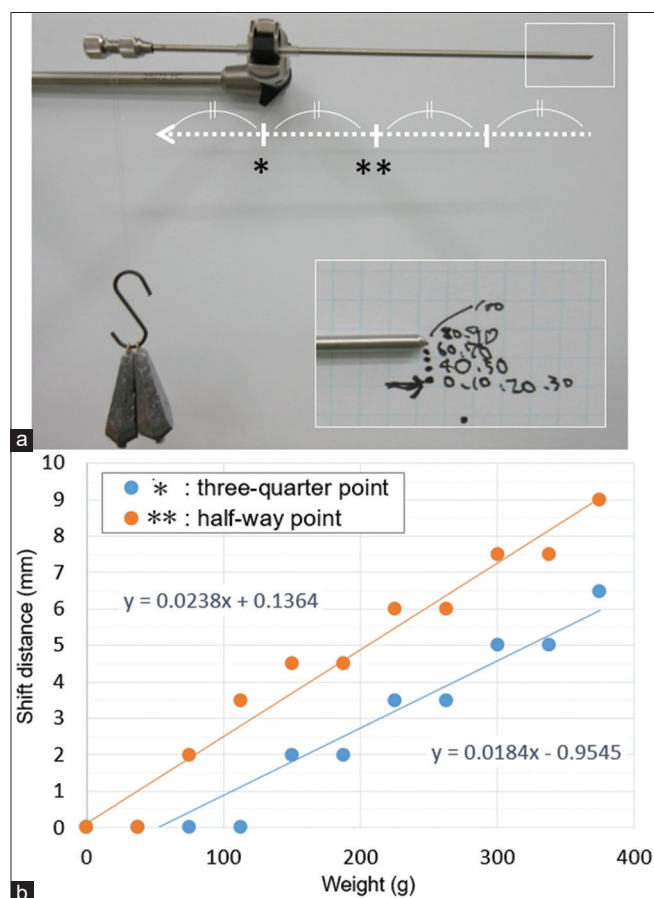 *
**
100
80.90
60.70
40.50
0.10.20.30
a
10
9
8
7
6
5
4
3
2
1
0
Shift distance (mm)
* : three-quarter point
** : half-way point
y = 0.0238x + 0.1364
y = 0.0184x - 0.9545
0
100
200
300
400
Weight (g)
b